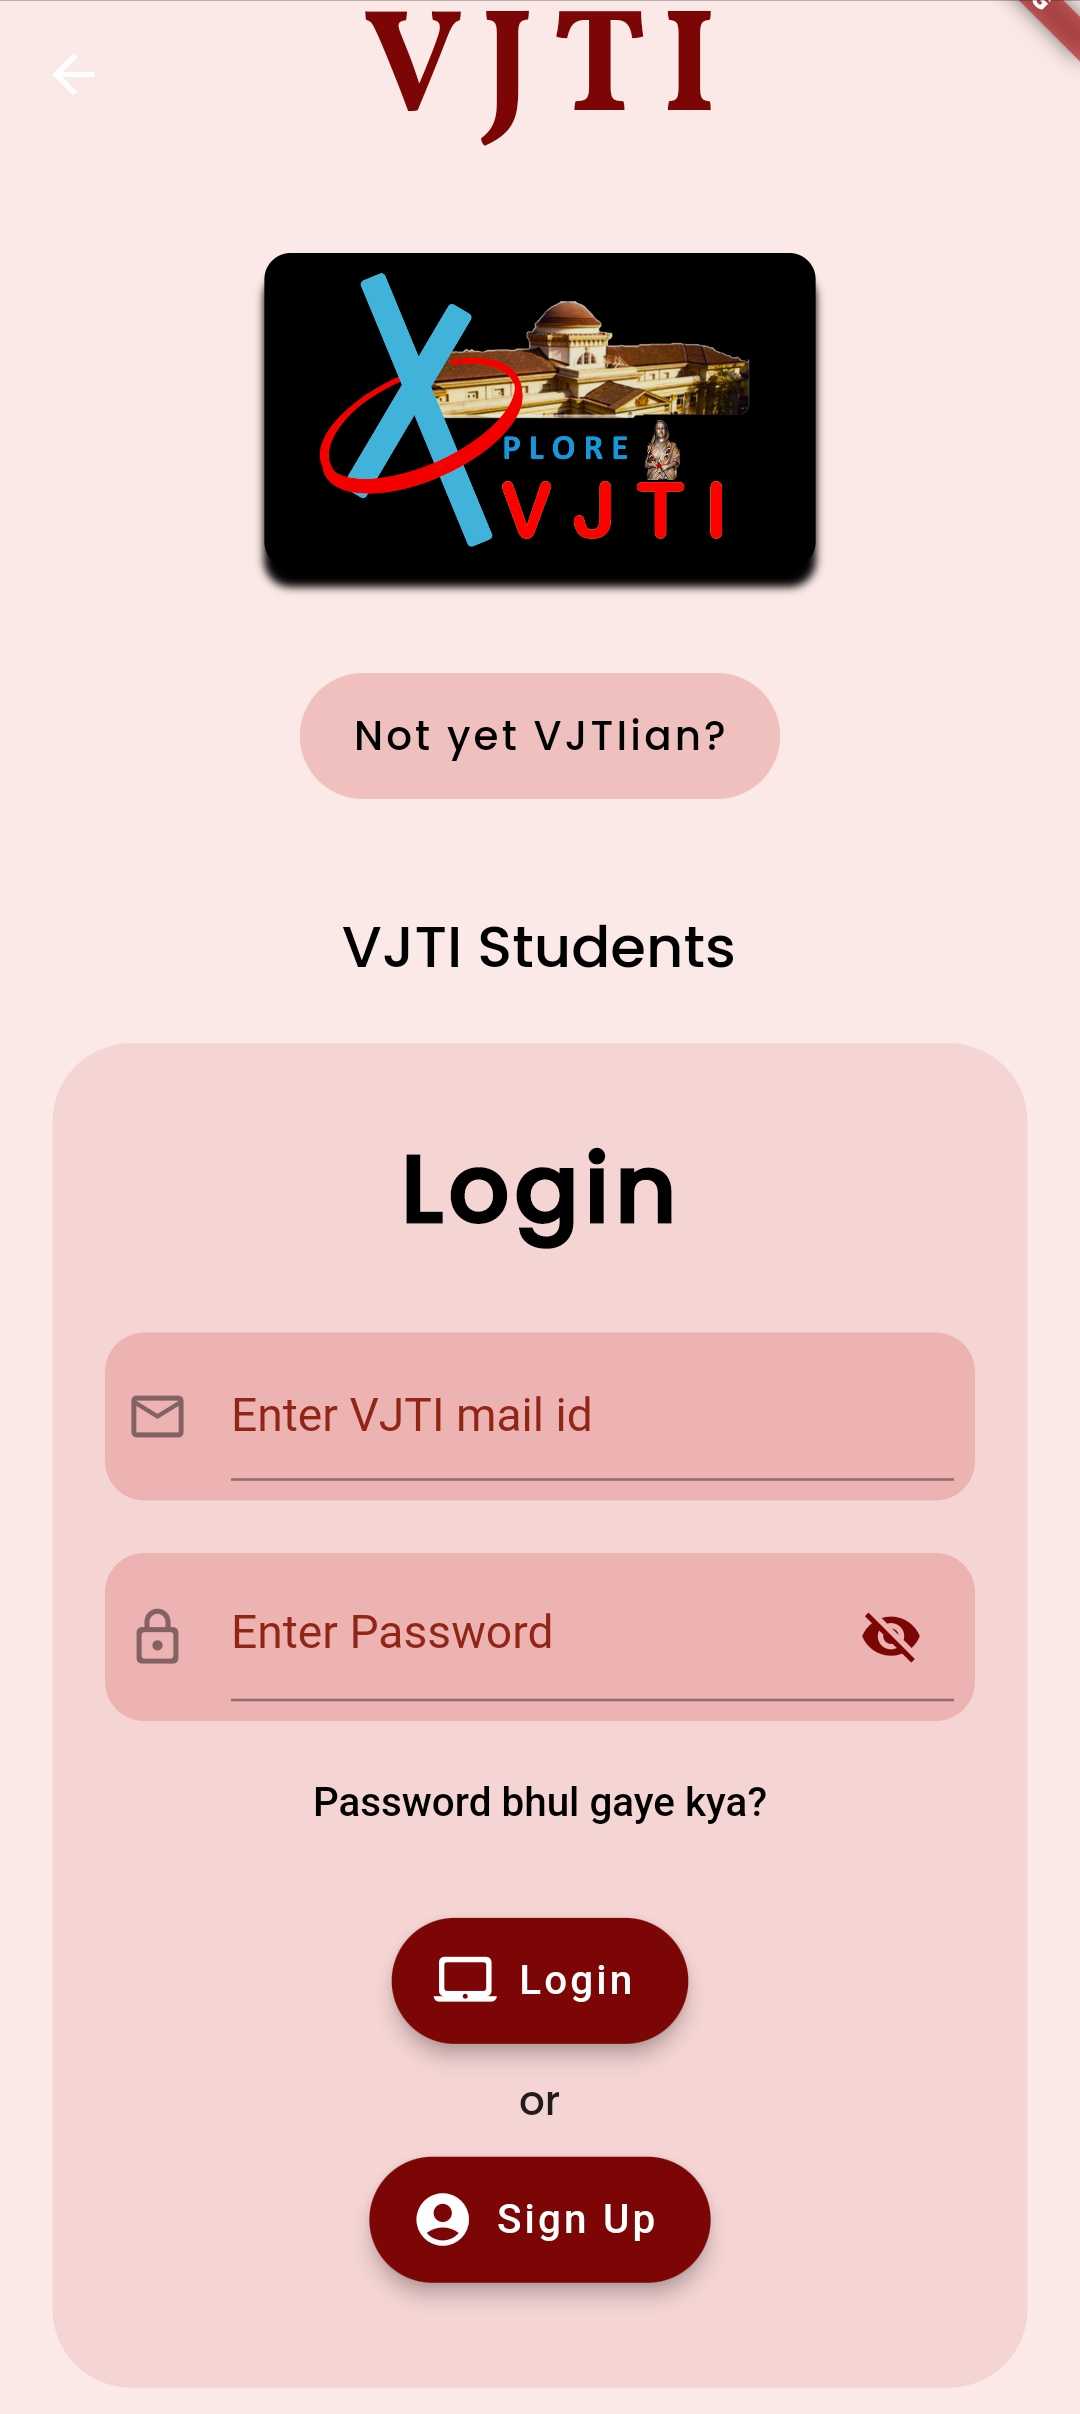 VJTI
PLORE
VJTI
Not yet VJTIian?
VJTI Students
Login
Enter VJTI mail id
Enter Password
Password bhul gaye kya?
Login
or
Sign Up